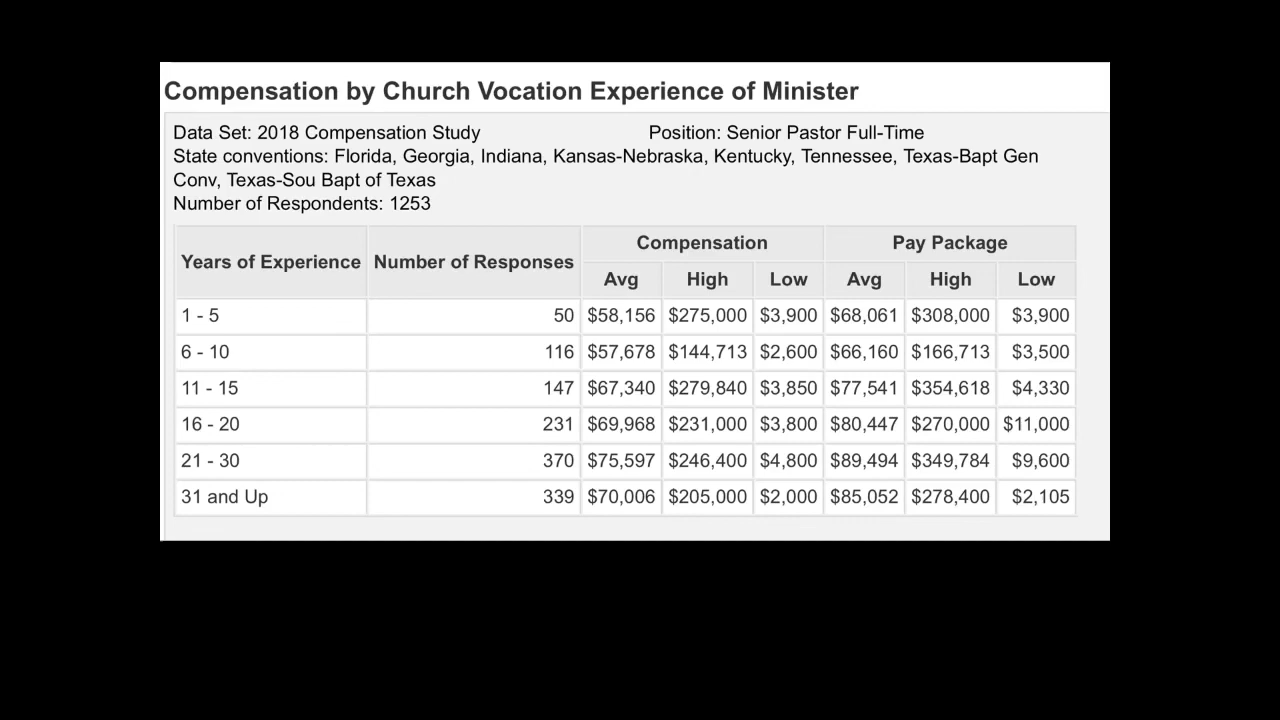 Compensation by Church Vocation Experience of Minister
Data Set: 2018 Compensation Study Position: Senior Pastor Full-Time
State conventions: Florida, Georgia, Indiana, Kansas-Nebraska, Kentucky, Tennessee, Texas-Bapt Gen
Conv, Texas-Sou Bapt of Texas
Number of Respondents: 1253
Years of Experience Number of Responses Compensation Pay Package
Avg High Low Avg High Low
1 - 5 50 $58,156 $275,000 $3,900 $68,061 $308,000 $3,900
6 - 10 116 $57,678 $144,713 $2,600 $66,160 $166,713 $3,500
11 - 15 147 $67,340 $279,840 $3,850 $77,541 $354,618 $4,330
16 - 20 231 $69,968 $231,000 $3,800 $80,447 $270,000 $11,000
21 - 30 370 $75,597 $246,400 $4,800 $89,494 $349,784 $9,600
31 and Up 339 $70,006 $205,000 $2,000 $85,052 $278,400 $2,105